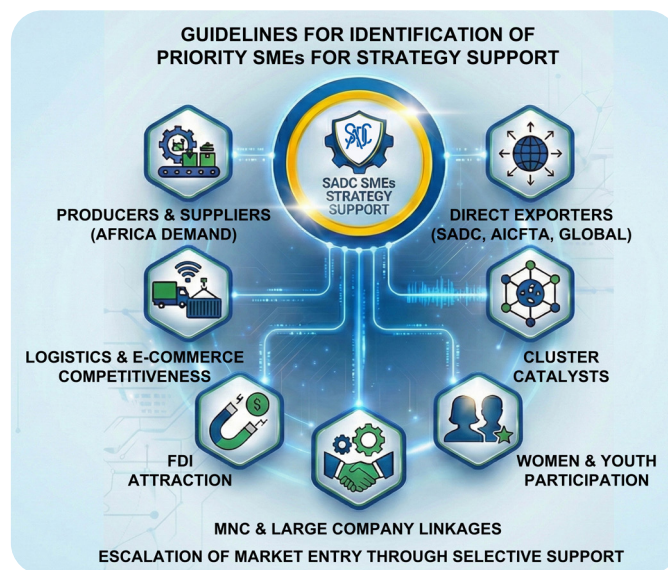 GUIDELINES FOR IDENTIFICATION OF
PRIORITY SMEs FOR STRATEGY SUPPORT
SADC
SADC SMEs
STRATEGY
SUPPORT
PRODUCERS & SUPPLIERS
(AFRICA DEMAND)
DIRECT EXPORTERS
(SADC, AICFTA, GLOBAL)
LOGISTICS & E-COMMERCE
COMPETITIVENESS
CLUSTER
CATALYSTS
$
FDI
ATTRACTION
WOMEN & YOUTH
PARTICIPATION
MNC & LARGE COMPANY LINKAGES
ESCALATION OF MARKET ENTRY THROUGH SELECTIVE SUPPORT